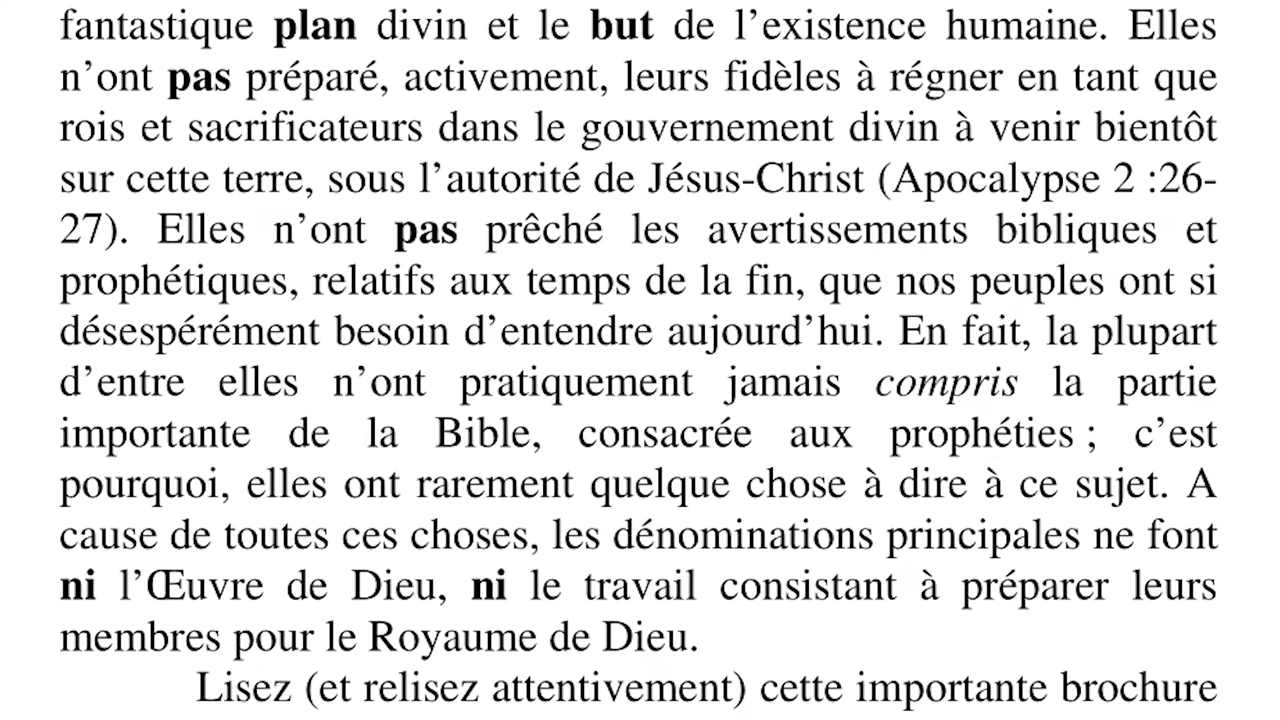 fantastique plan divin et le but de l’existence humaine. Elles
n’ont pas préparé, activement, leurs fidèles à régner en tant que
rois et sacrificateurs dans le gouvernement divin à venir bientôt
sur cette terre, sous l’autorité de Jésus-Christ (Apocalypse 2 :26-
27). Elles n’ont pas prêché les avertissements bibliques et
prophétiques, relatifs aux temps de la fin, que nos peuples ont si
désespérément besoin d’entendre aujourd’hui. En fait, la plupart
d’entre elles n’ont pratiquement jamais compris la partie
importante de la Bible, consacrée aux prophéties ; c’est
pourquoi, elles ont rarement quelque chose à dire à ce sujet. A
cause de toutes ces choses, les dénominations principales ne font
ni l’Œuvre de Dieu, ni le travail consistant à préparer leurs
membres pour le Royaume de Dieu.
Lisez (et relisez attentivement) cette importante brochure